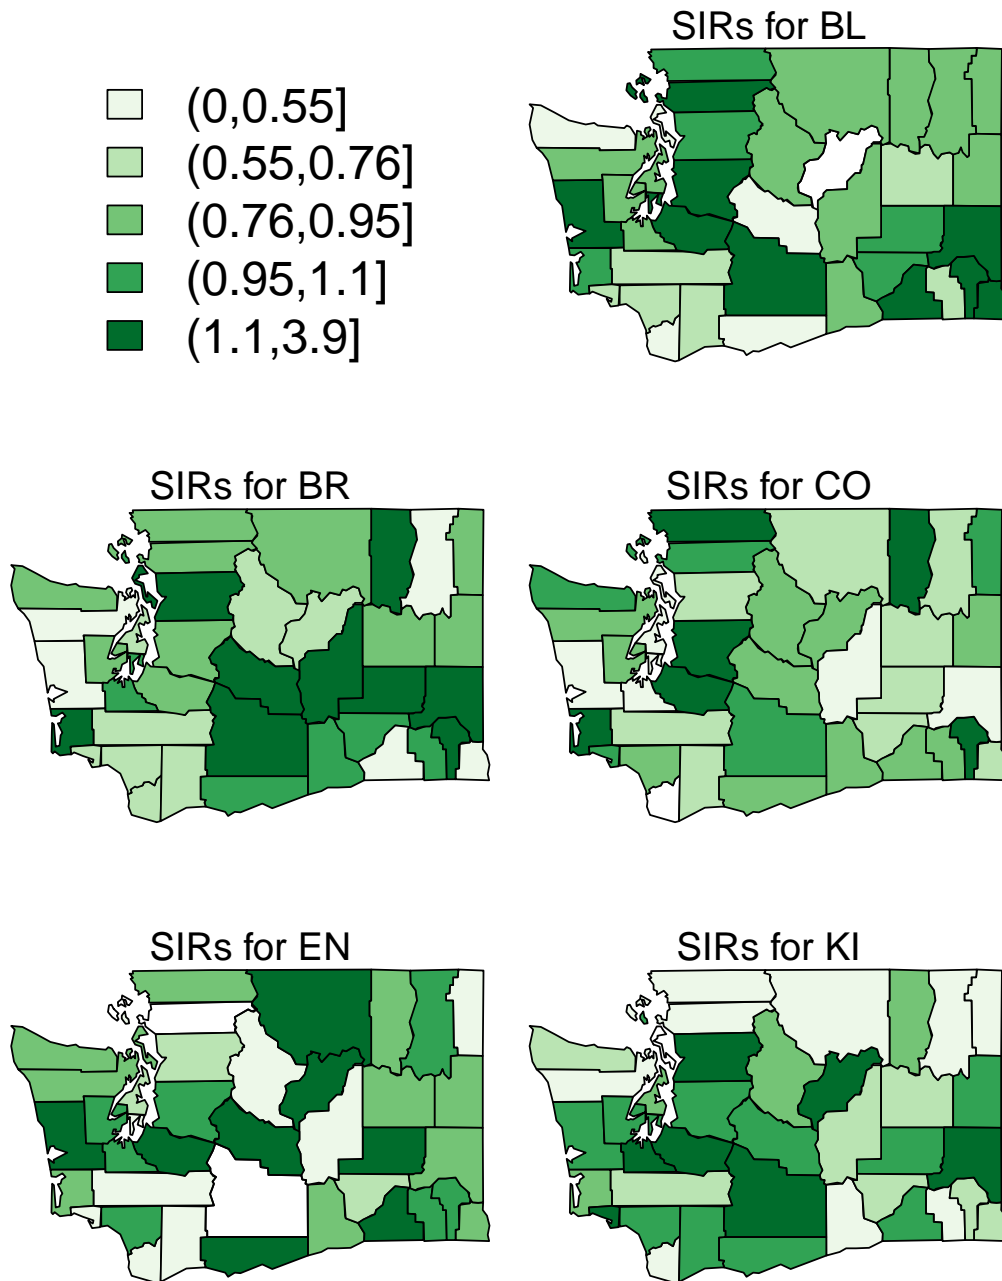 SIRs for BL
(0,0.55]
(0.55,0.76]
(0.76,0.95]
(0.95,1.1]
(1.1,3.9]
SIRs for BR
SIRs for CO
SIRs for EN
SIRs for KI